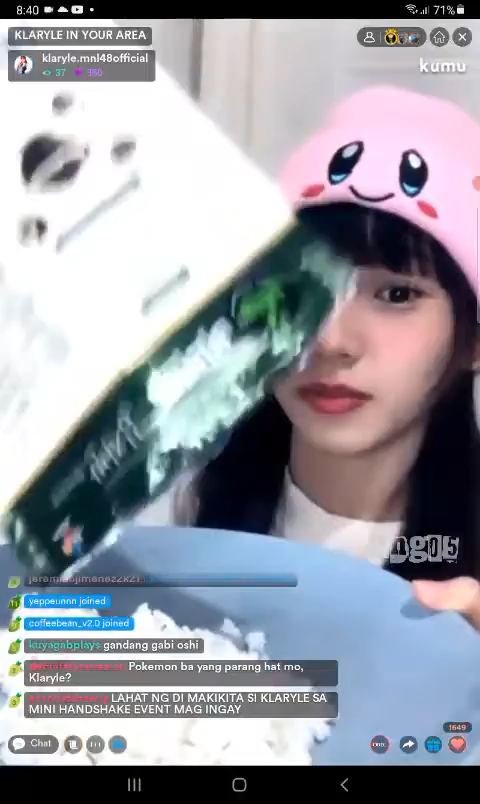 8:40
71%
KLARYLE IN YOUR AREA
klaryle.mnl48official
37 350
kumu
yeppeunnn joined
coffeebean_v2.0 joined
kuyagabplays gandang gabi oshi
Pokemon ba yang parang hat mo,
Klaryle?
LAHAT NG DI MAKIKITA SI KLARYLE SA
MINI HANDSHAKE EVENT MAG INGAY
1649
Chat